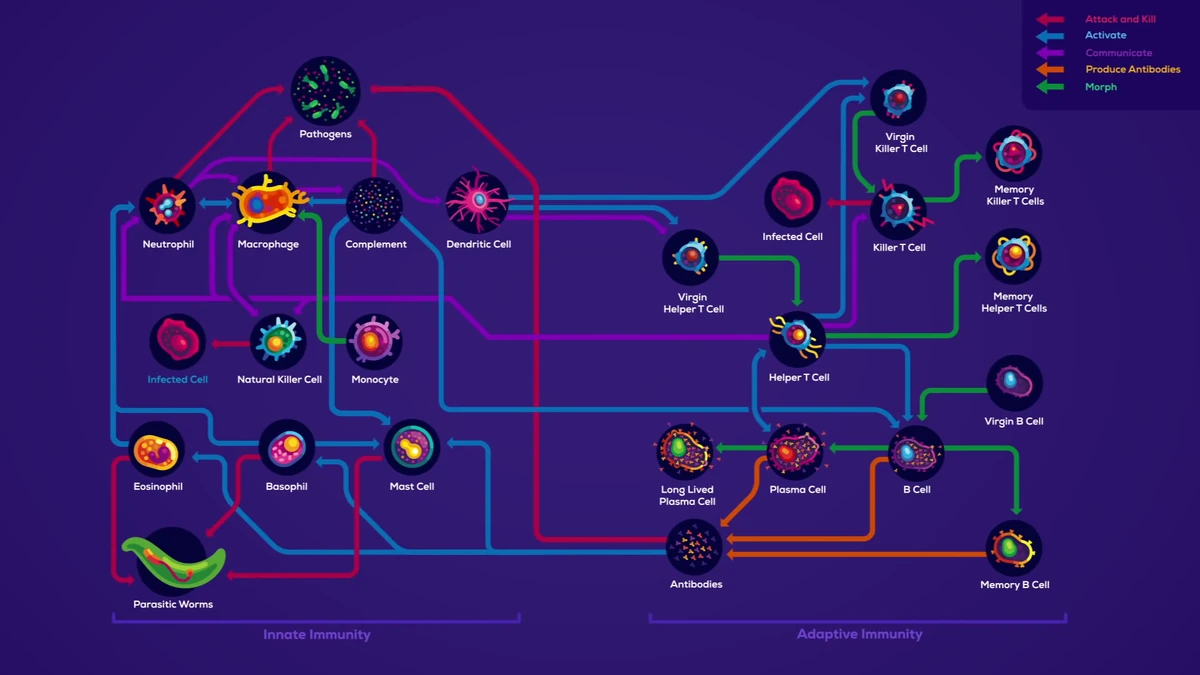 Attack and Kill
Activate
Communicate
Produce Antibodies
Morph
Pathogens
Virgin
Killer T Cell
Memory
Killer T Cells
Neutrophil
Macrophage
Complement
Dendritic Cell
Infected Cell
Killer T Cell
Virgin
Helper T Cell
Memory
Helper T Cells
Infected Cell
Natural Killer Cell
Monocyte
Helper T Cell
Virgin B Cell
Eosinophil
Basophil
Mast Cell
Long Lived
Plasma Cell
Plasma Cell
B Cell
Parasitic Worms
Antibodies
Memory B Cell
Innate Immunity
Adaptive Immunity